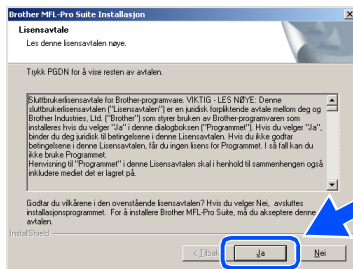 Brother MFL-Pro Suite Installasjon
Lisensavtale
Les denne lisensavtalen nøye.
Trykk PGDN for å vise resten av avtalen.
Sluttbrukerlisensavtale for Brother-programvare. VIKTIG - LES NØYE: Denne
sluttbrukerlisensavtalen ("Lisensavtalen") er en juridisk forpliktende avtale mellom deg og
Brother Industries, Ltd. ("Brother") som styrer bruken av Brother-programvaren som
installeres hvis du velger "Ja" i denne dialogboksen ("Programmet"). Hvis du velger "Ja",
binder du deg juridisk til betingelsene i denne Lisensavtalen. Hvis du ikke godtar
betingelsene i denne Lisensavtalen, får du ingen lisens for Programmet. I så fall kan du
ikke bruke Programmet.
Henvisning til "Programmet" i denne Lisensavtalen skal i henhold til sammenhengen også
inkludere mediet det er lagret på.
Godtar du vilkårene i den ovenstående lisensavtalen? Hvis du velger Nei, avsluttes
installasjonsprogrammet. For å installere Brother MFL-Pro Suite, må du akseptere denne
avtalen.
InstallShield
< Tilbak
Ja
Nei